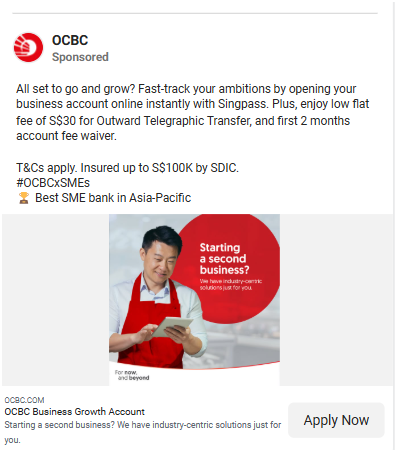 OCBC
Sponsored
All set to go and grow? Fast-track your ambitions by opening your
business account online instantly with Singpass. Plus, enjoy low flat
fee of S$30 for Outward Telegraphic Transfer, and first 2 months
account fee waiver.
T&Cs apply. Insured up to S$100K by SDIC.
#OCBCxSMEs
🏆 Best SME bank in Asia-Pacific
Starting
a second
business?
We have industry-centric
solutions just for you.
For now,
and beyond
OCBC.COM
OCBC Business Growth Account
Starting a second business? We have industry-centric solutions just for
you.
Apply Now